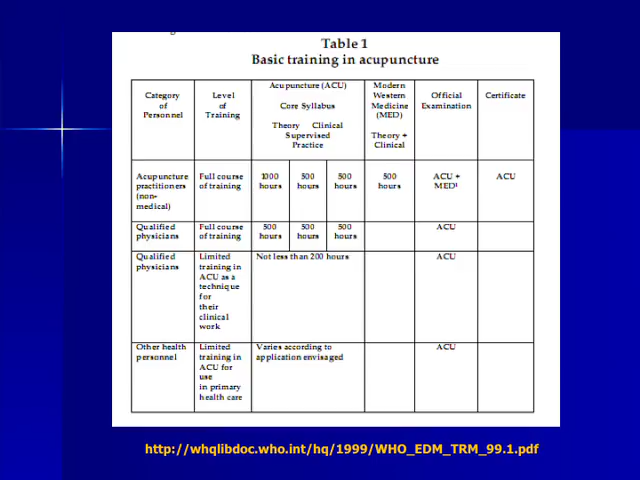 Table 1
Basic training in acupuncture
Category of Personnel
Level of Training
Acupuncture (ACU)
Core Syllabus
Theory Clinical
Supervised
Practice
Modern Western Medicine (MED)
Theory + Clinical
Official Examination
Certificate
Acupuncture practitioners (non-medical)
Full course of training
1000 hours
500 hours
500 hours
500 hours
ACU + MED¹
ACU
Qualified physicians
Full course of training
500 hours
500 hours
500 hours
ACU
Qualified physicians
Limited training in ACU as a technique for their clinical work
Not less than 200 hours
ACU
Other health personnel
Limited training in ACU for use in primary health care
Varies according to application envisaged
ACU
http://whqlibdoc.who.int/hq/1999/WHO_EDM_TRM_99.1.pdf